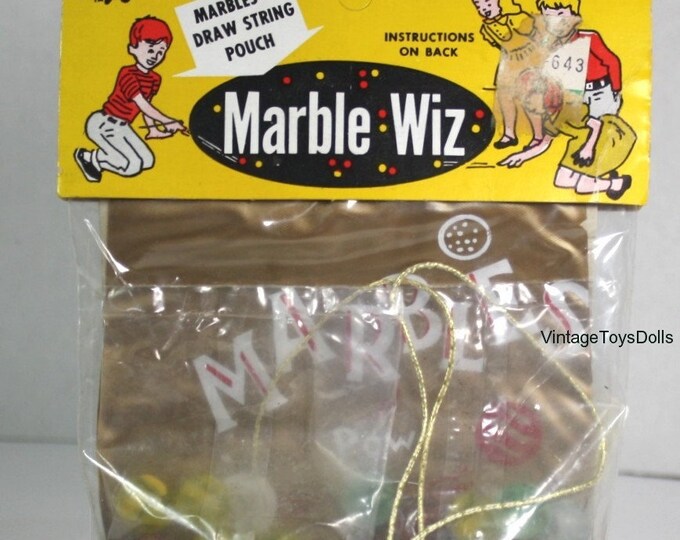 MARBLES
DRAW STRING
POUCH
INSTRUCTIONS
ON BACK
643
Marble Wiz
MARBLES
VintageToysDolls